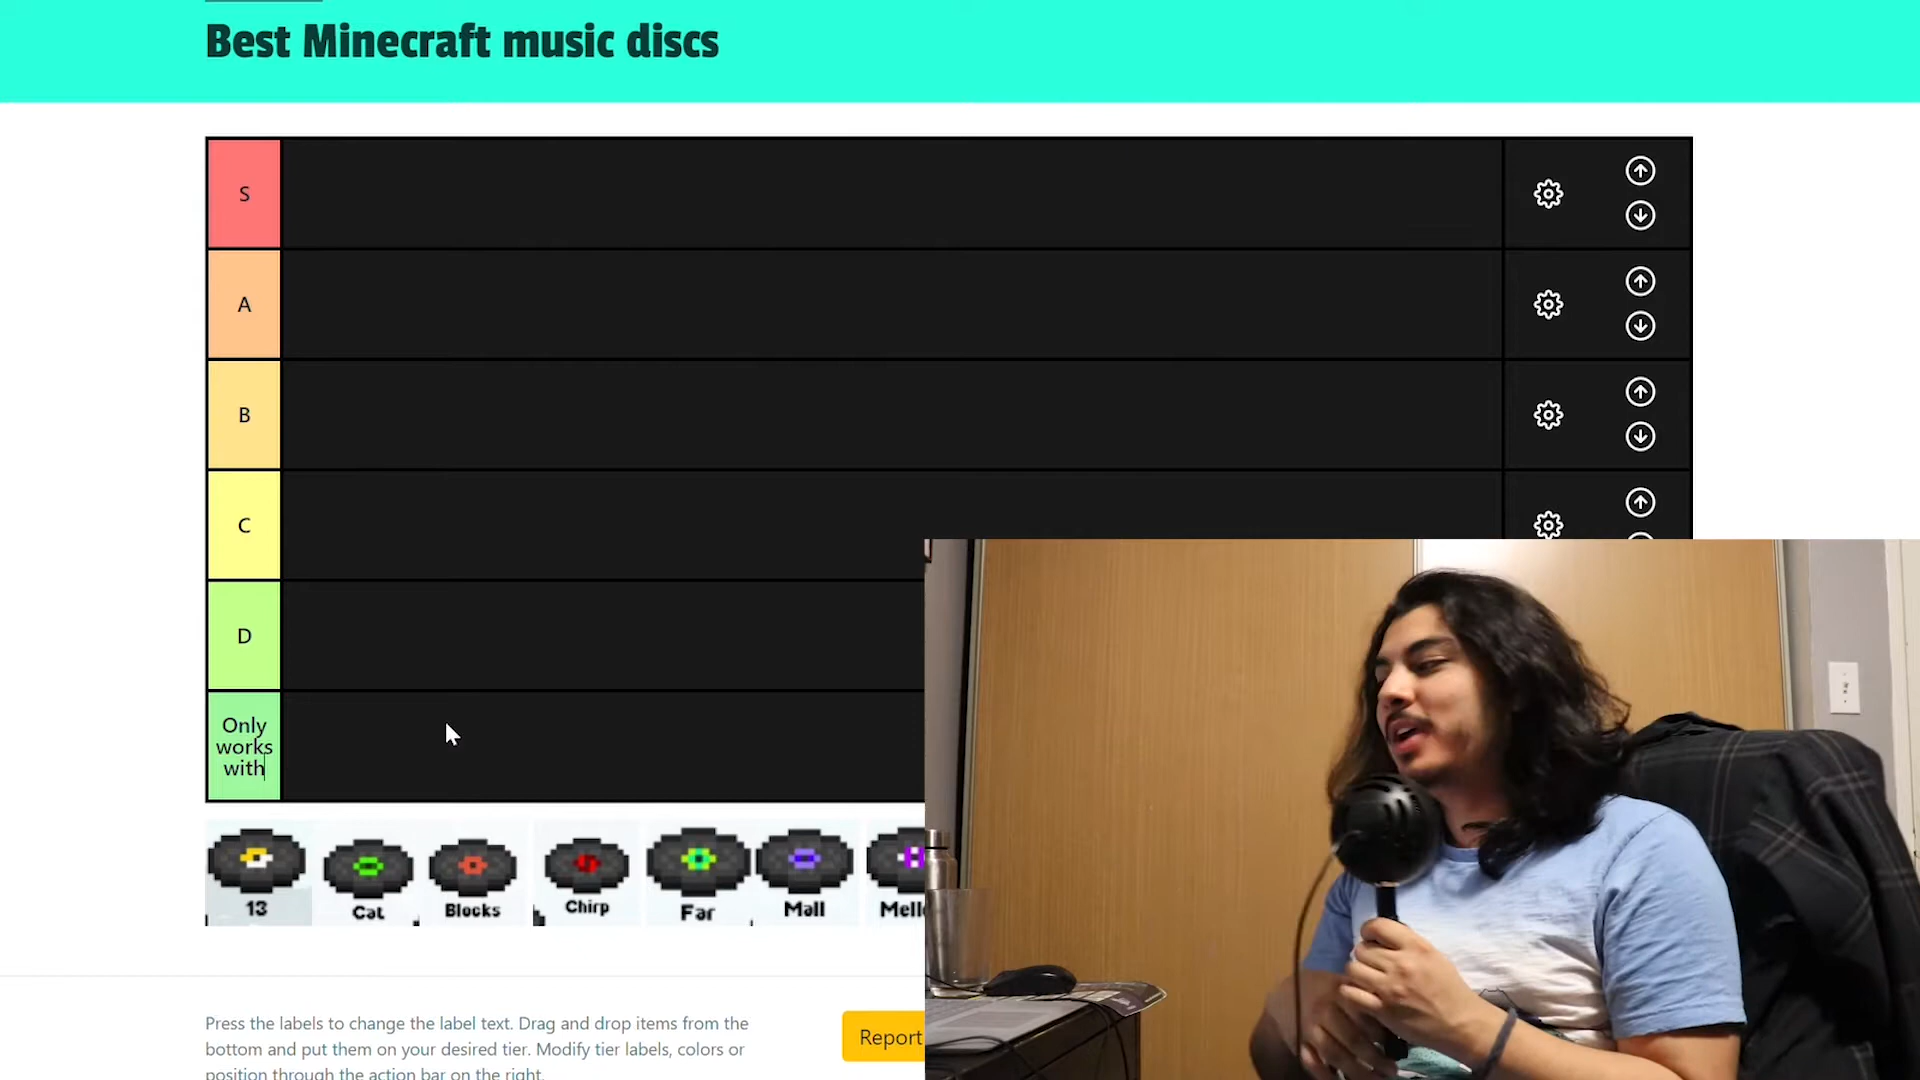 Best Minecraft music discs
S
A
B
C
D
Only
works
with
13
Cat
Blocks
Chirp
Far
Mall
Report
Press the labels to change the label text. Drag and drop items from the
bottom and put them on your desired tier. Modify tier labels, colors or
position through the action bar on the right.